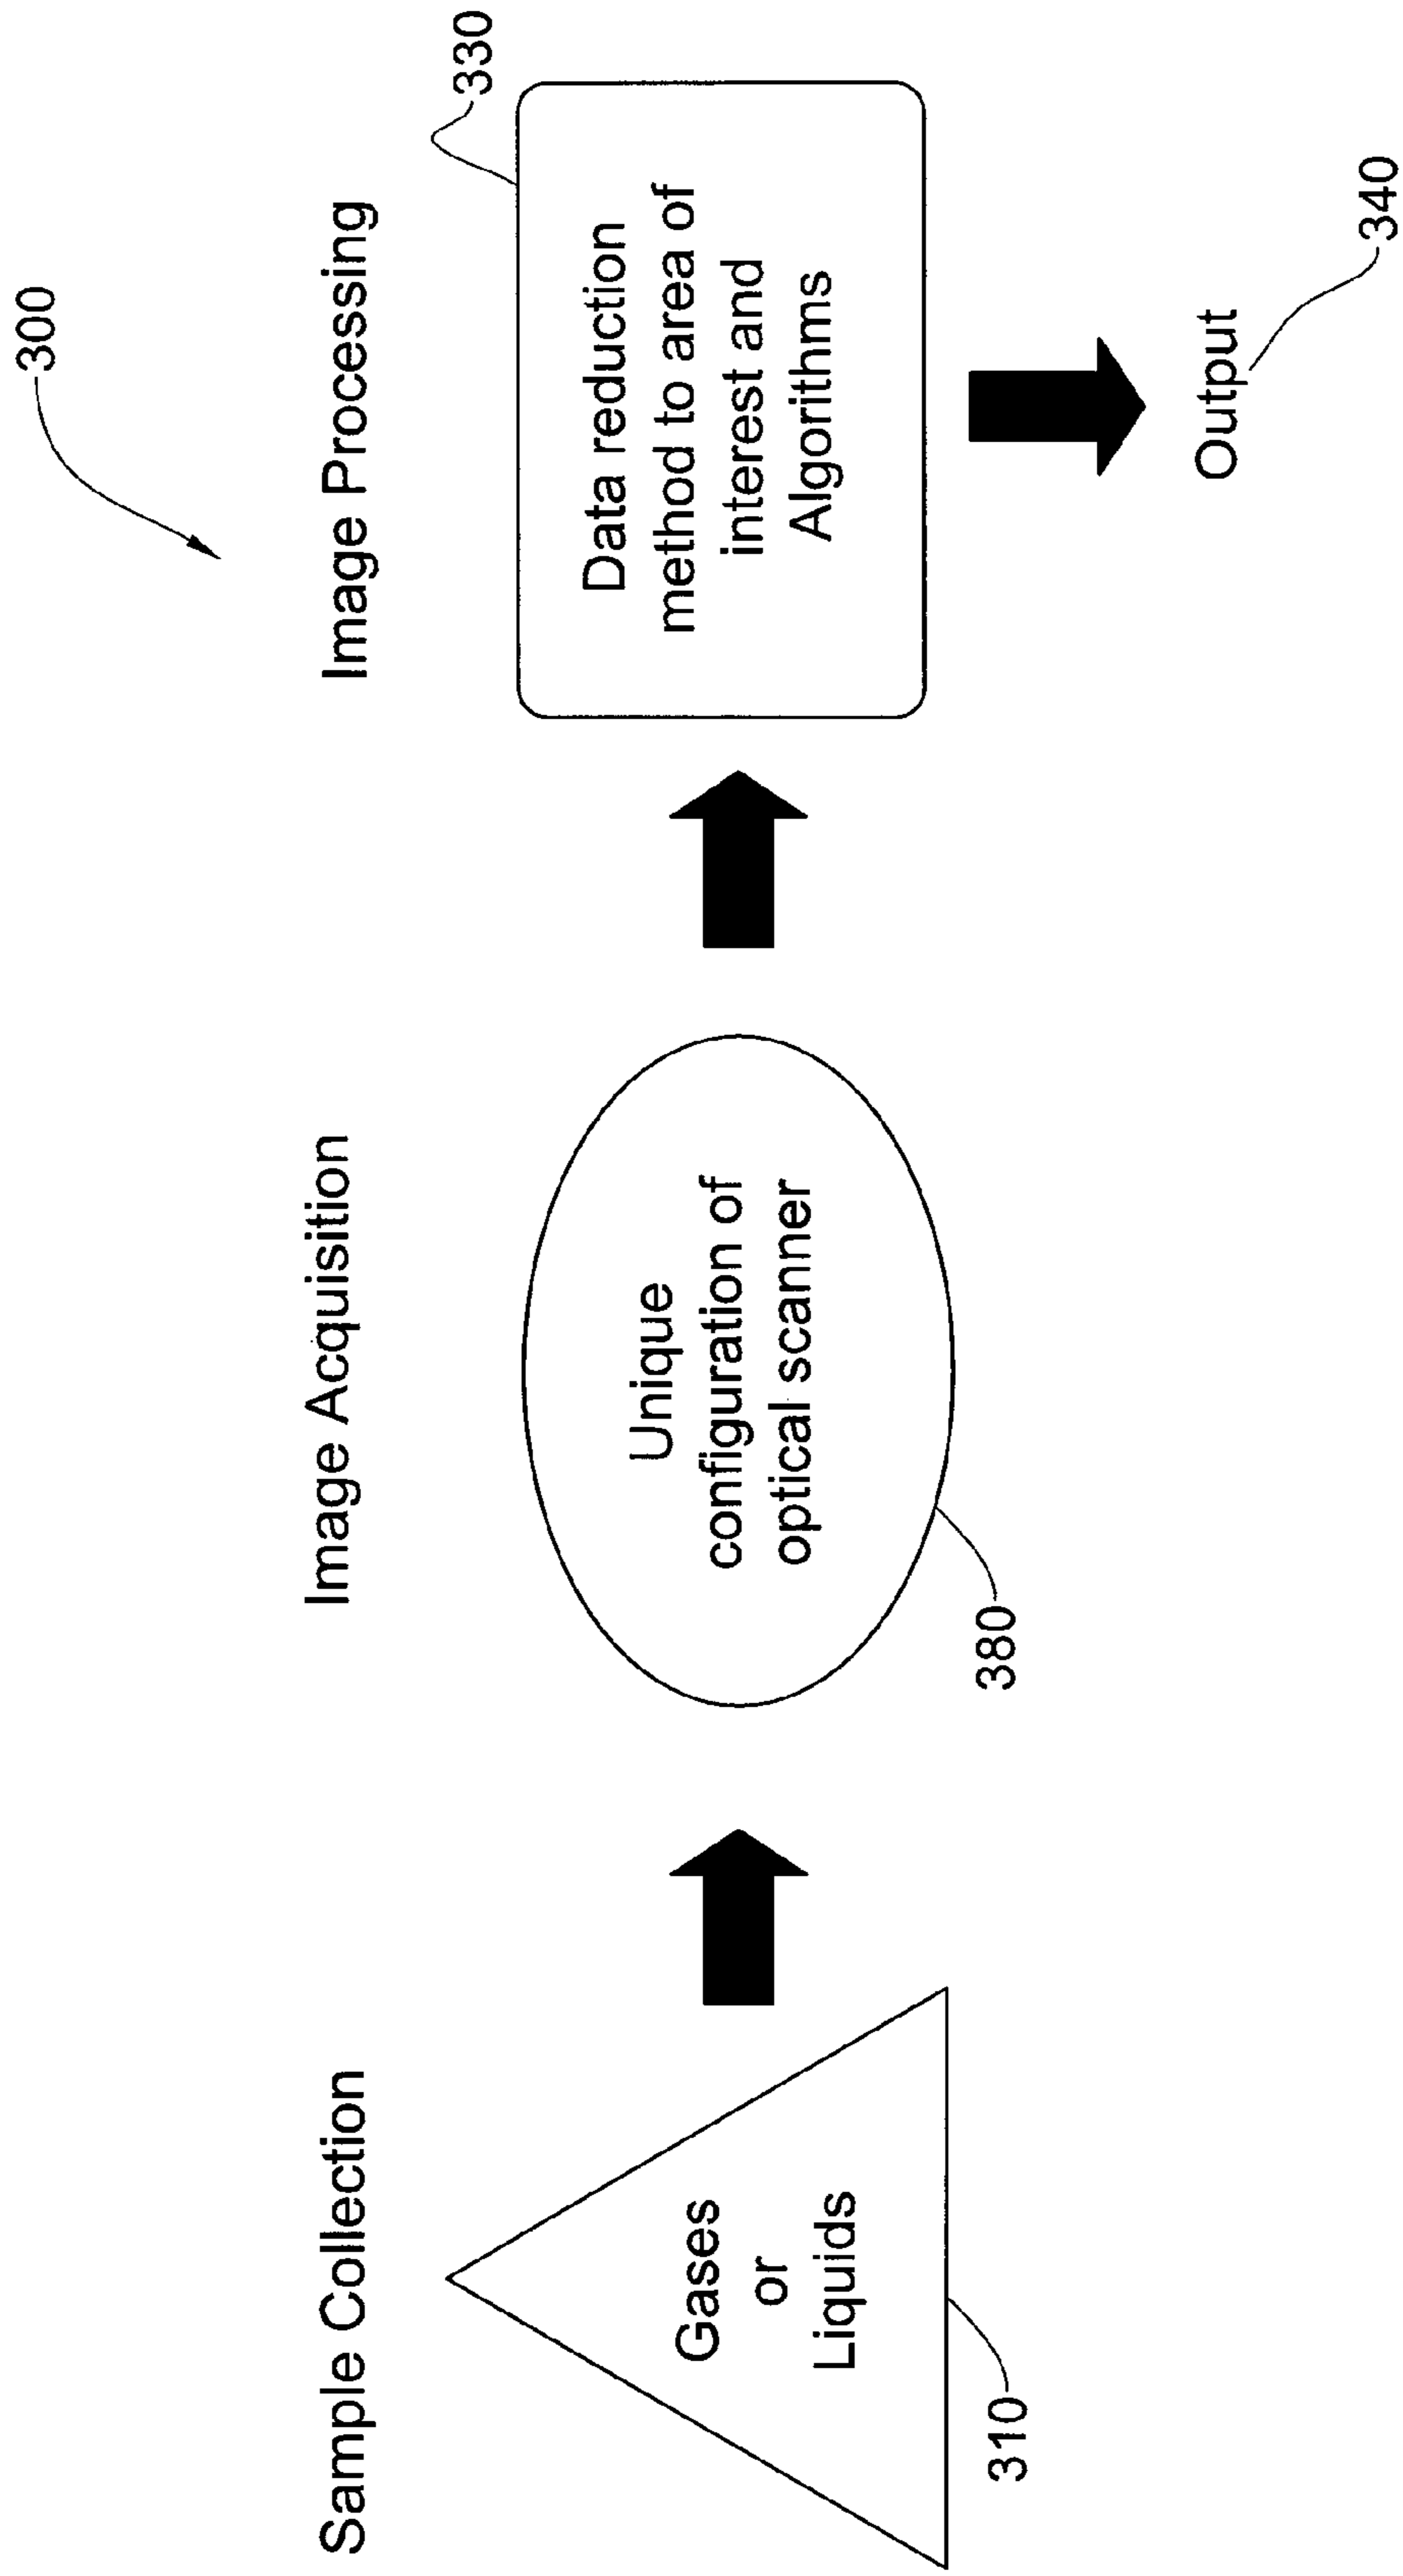 300
Sample Collection
Gases
or
Liquids
310
Image Acquisition
Unique
configuration of
optical scanner
380
Image Processing
330
Data reduction
method to area of
interest and
Algorithms
Output
340